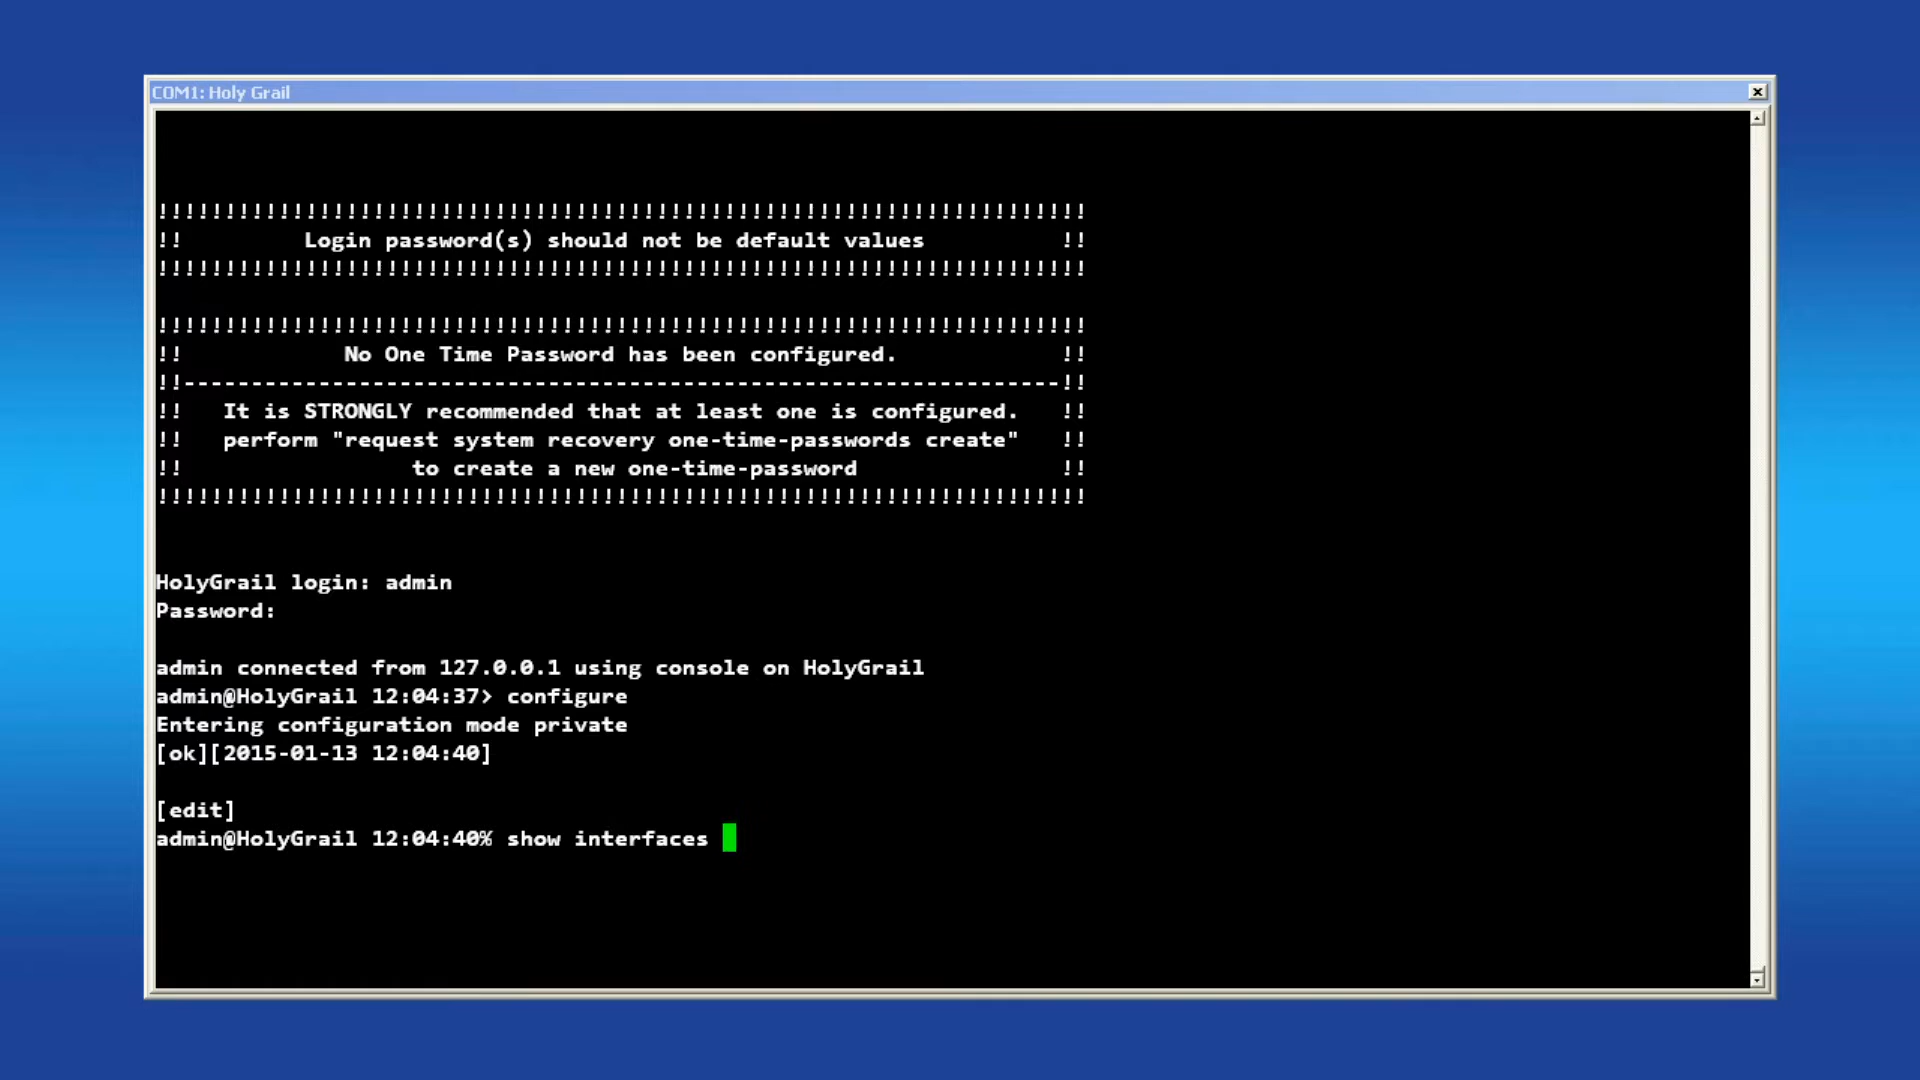 COM1: Holy Grail
!!!!!!!!!!!!!!!!!!!!!!!!!!!!!!!!!!!!!!!!!!!!!!!!!!!!!!!!!!!!!!!!!!!!!
!!         Login password(s) should not be default values          !!
!!!!!!!!!!!!!!!!!!!!!!!!!!!!!!!!!!!!!!!!!!!!!!!!!!!!!!!!!!!!!!!!!!!!!
!!!!!!!!!!!!!!!!!!!!!!!!!!!!!!!!!!!!!!!!!!!!!!!!!!!!!!!!!!!!!!!!!!!!!
!!            No One Time Password has been configured.            !!
!!-----------------------------------------------------------------!!
!!   It is STRONGLY recommended that at least one is configured.   !!
!!   perform "request system recovery one-time-passwords create"   !!
!!                 to create a new one-time-password               !!
!!!!!!!!!!!!!!!!!!!!!!!!!!!!!!!!!!!!!!!!!!!!!!!!!!!!!!!!!!!!!!!!!!!!!
HolyGrail login: admin
Password:
admin connected from 127.0.0.1 using console on HolyGrail
admin@HolyGrail 12:04:37> configure
Entering configuration mode private
[ok][2015-01-13 12:04:40]
[edit]
admin@HolyGrail 12:04:40% show interfaces